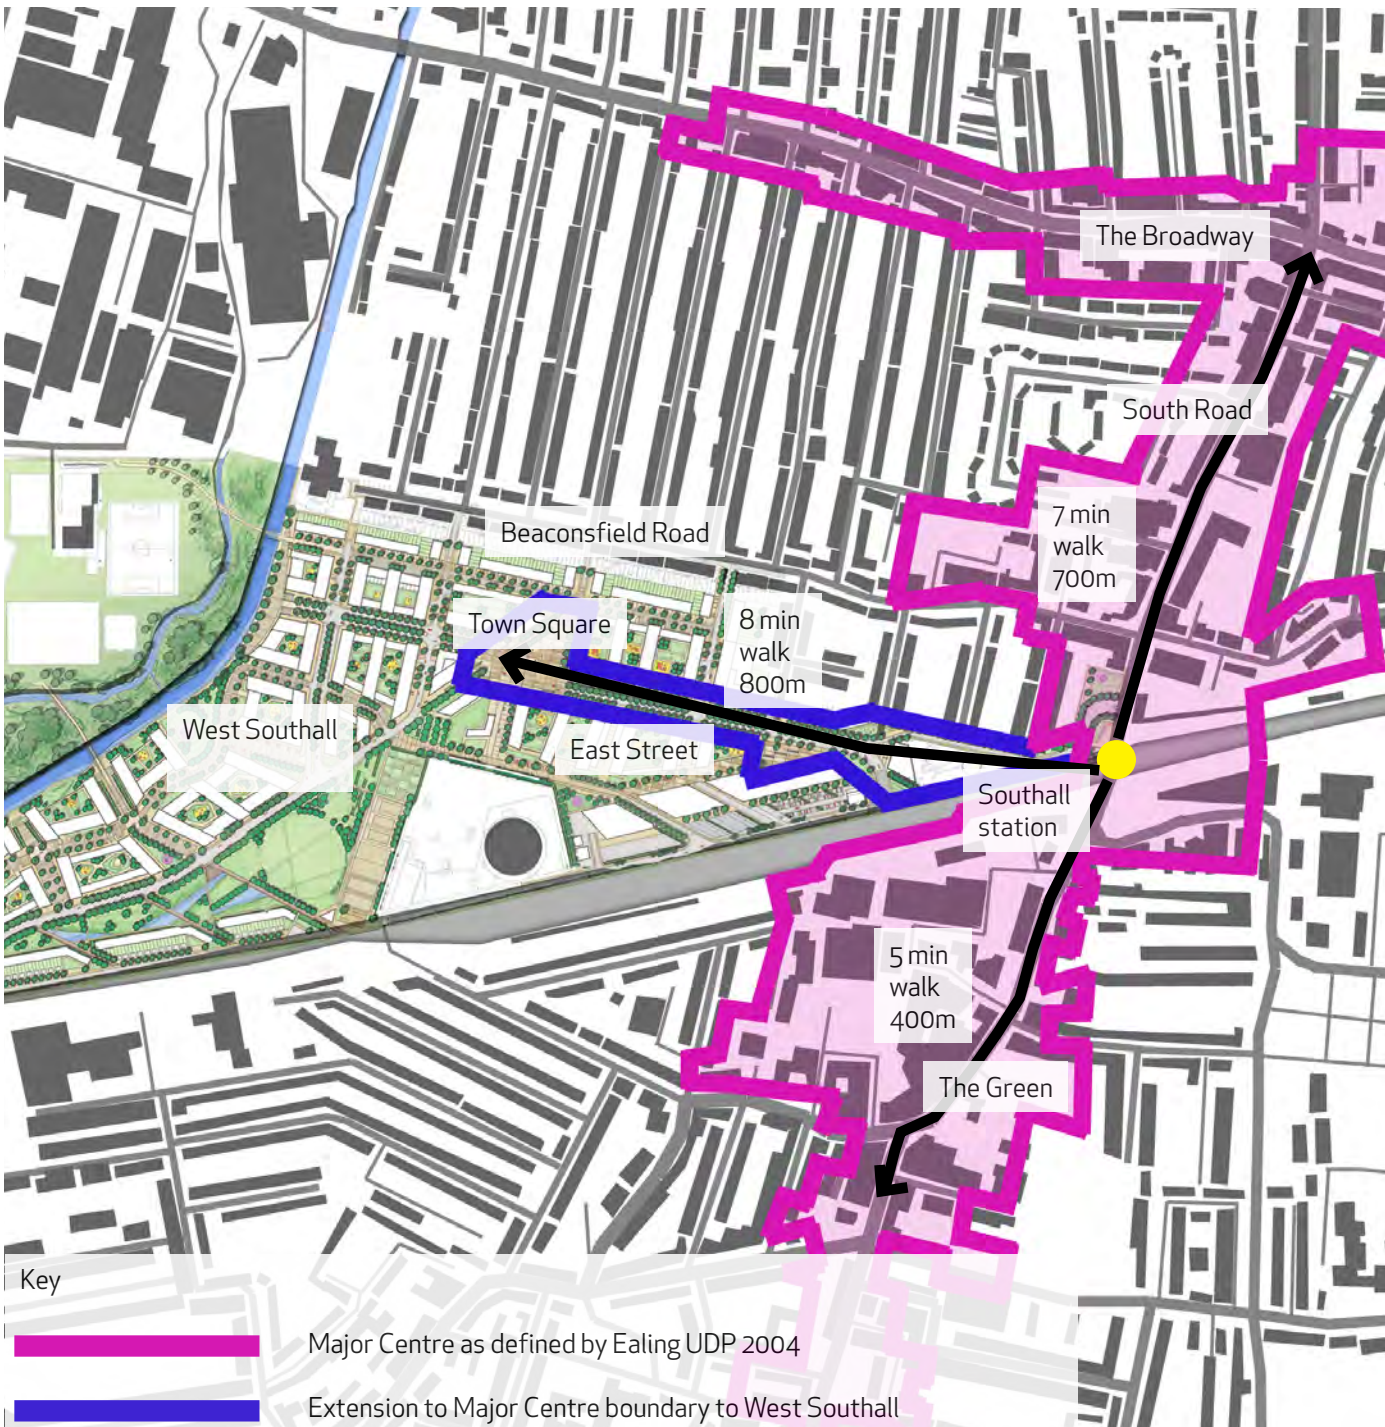 The Broadway
South Road
7 min
walk
700m
Beaconsfield Road
Town Square
8 min
walk
800m
West Southall
East Street
Southall
station
5 min
walk
400m
The Green
Key
Major Centre as defined by Ealing UDP 2004
Extension to Major Centre boundary to West Southall